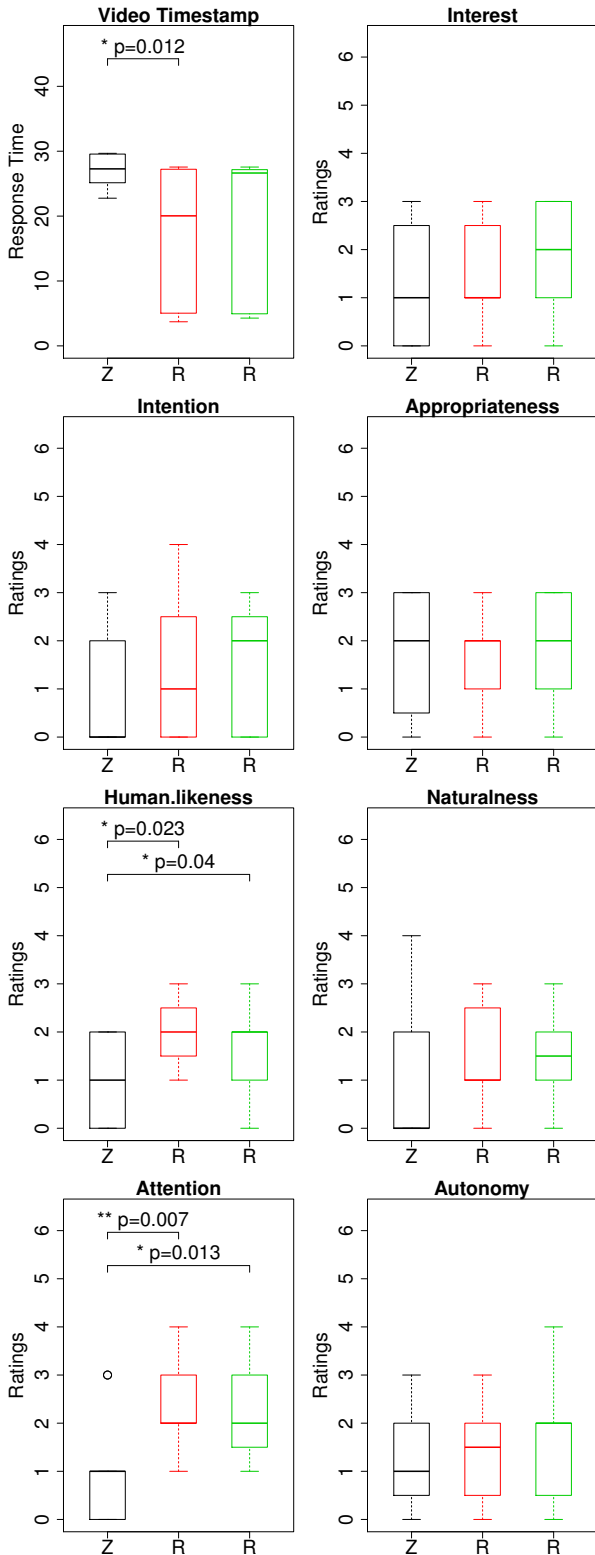 Video Timestamp
* p=0.012
Response Time
0 10 20 30 40
Z R R
Interest
Ratings
0 1 2 3 4 5 6
Z R R
Intention
Ratings
0 1 2 3 4 5 6
Z R R
Appropriateness
Ratings
0 1 2 3 4 5 6
Z R R
Human.likeness
* p=0.023
* p=0.04
Ratings
0 1 2 3 4 5 6
Z R R
Naturalness
Ratings
0 1 2 3 4 5 6
Z R R
Attention
** p=0.007
* p=0.013
Ratings
0 1 2 3 4 5 6
Z R R
Autonomy
Ratings
0 1 2 3 4 5 6
Z R R